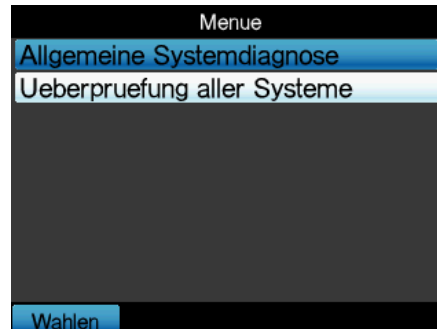 Menue
Allgemeine Systemdiagnose
Ueberpruefung aller Systeme
Wahlen